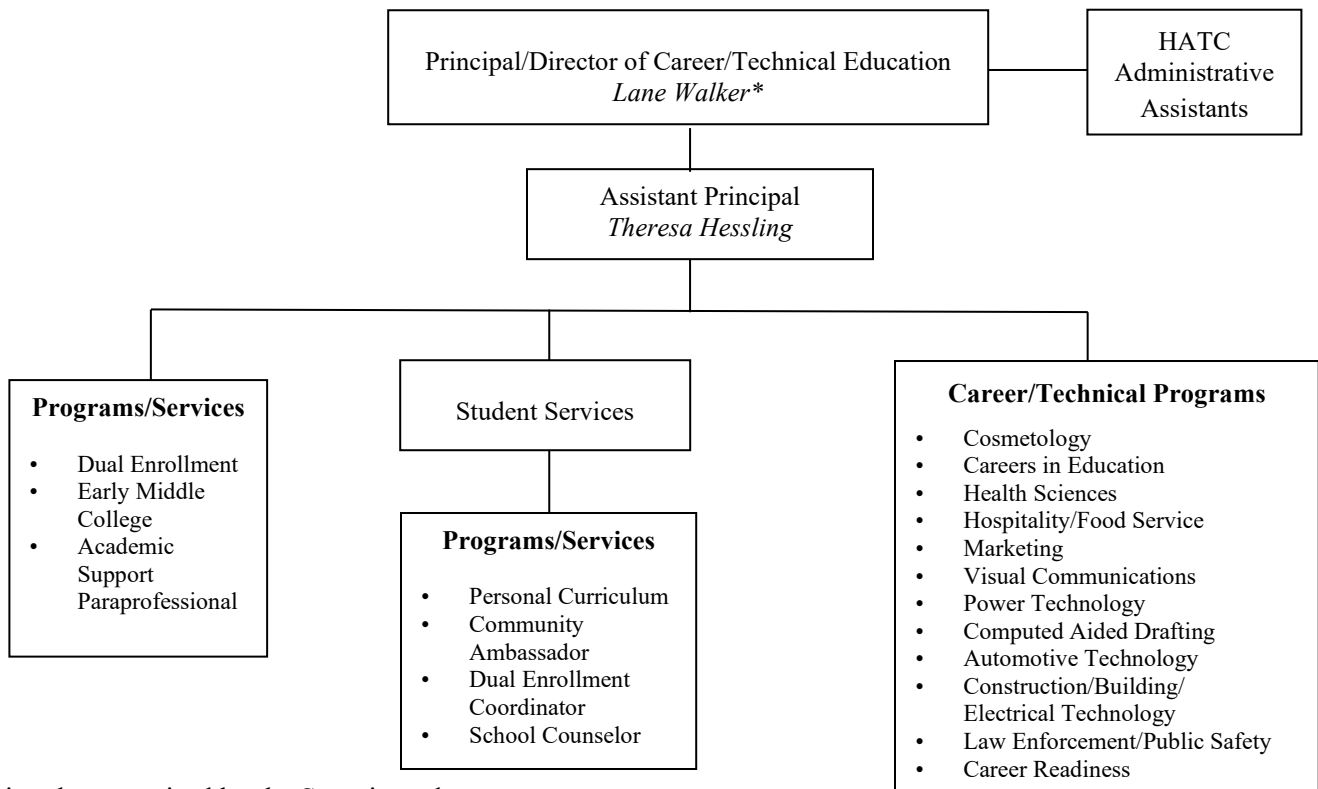 Principal/Director of Career/Technical Education
Lane Walker*
HATC
Administrative
Assistants
Assistant Principal
Theresa Hessling
Programs/Services
• Dual Enrollment
• Early Middle
College
• Academic
Support
Paraprofessional
Student Services
Programs/Services
• Personal Curriculum
• Community
Ambassador
• Dual Enrollment
Coordinator
• School Counselor
Career/Technical Programs
• Cosmetology
• Careers in Education
• Health Sciences
• Hospitality/Food Service
• Marketing
• Visual Communications
• Power Technology
• Computed Aided Drafting
• Automotive Technology
• Construction/Building/
Electrical Technology
• Law Enforcement/Public Safety
• Career Readiness